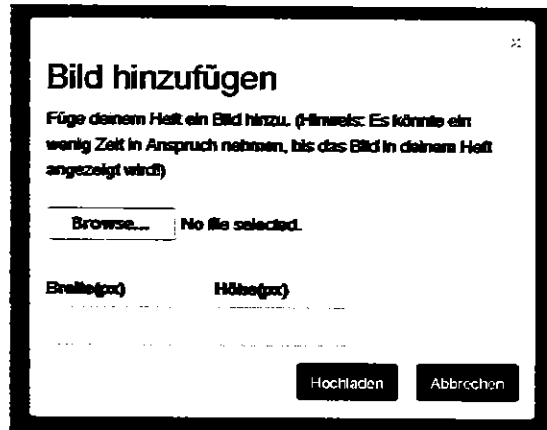 ×
Bild hinzufügen
Füge deinem Heft ein Bild hinzu. (Hinweis: Es könnte ein
wenig Zeit in Anspruch nehmen, bis das Bild in deinem Heft
angezeigt wird!)
Browse... No file selected.
Breite(px) Höhe(px)
Hochladen Abbrechen